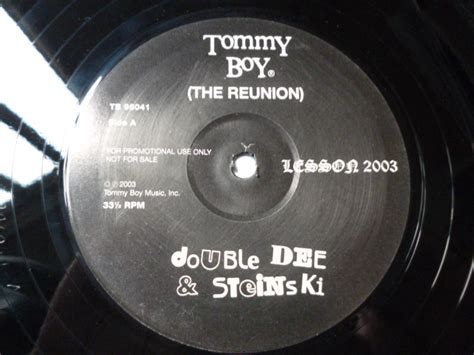 Tommy
BOY®
(THE REUNION)
TB 96041
Side A
FOR PROMOTIONAL USE ONLY
NOT FOR SALE
LESSON 2003
℗ © 2003
Tommy Boy Music, Inc.
33⅓ RPM
doUBle DEE
& STeiNsKi